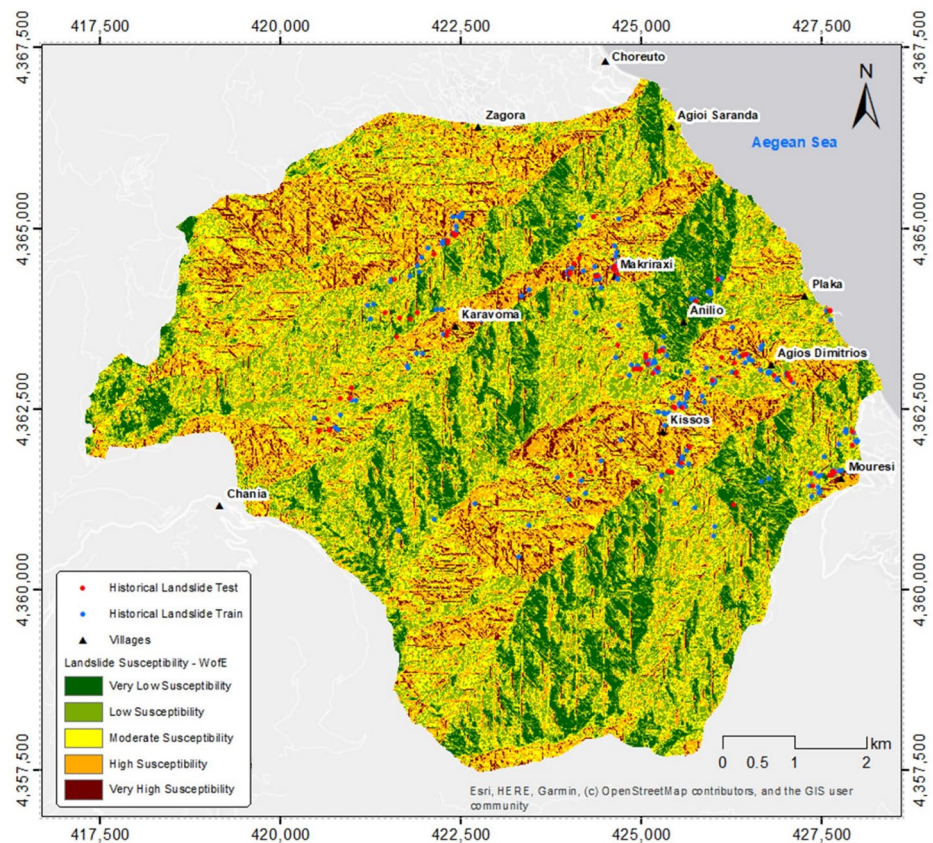 417,500 420,000 422,500 425,000 427,500
4,367,500 4,367,500
Choreuto
N
Zagora
Agioi Saranda
Aegean Sea
4,365,000 4,365,000
Makriraxi
Plaka
Karavoma
Anilio
Agios Dimitrios
4,362,500 4,362,500
Kissos
Mouresi
Chania
4,360,000 4,360,000
Historical Landslide Test
Historical Landslide Train
Villages
Landslide Susceptibility - WofE
Very Low Susceptibility
Low Susceptibility
Moderate Susceptibility
High Susceptibility
Very High Susceptibility
km
0 0.5 1 2
4,357,500 4,357,500
Esri, HERE, Garmin, (c) OpenStreetMap contributors, and the GIS user
community
417,500 420,000 422,500 425,000 427,500